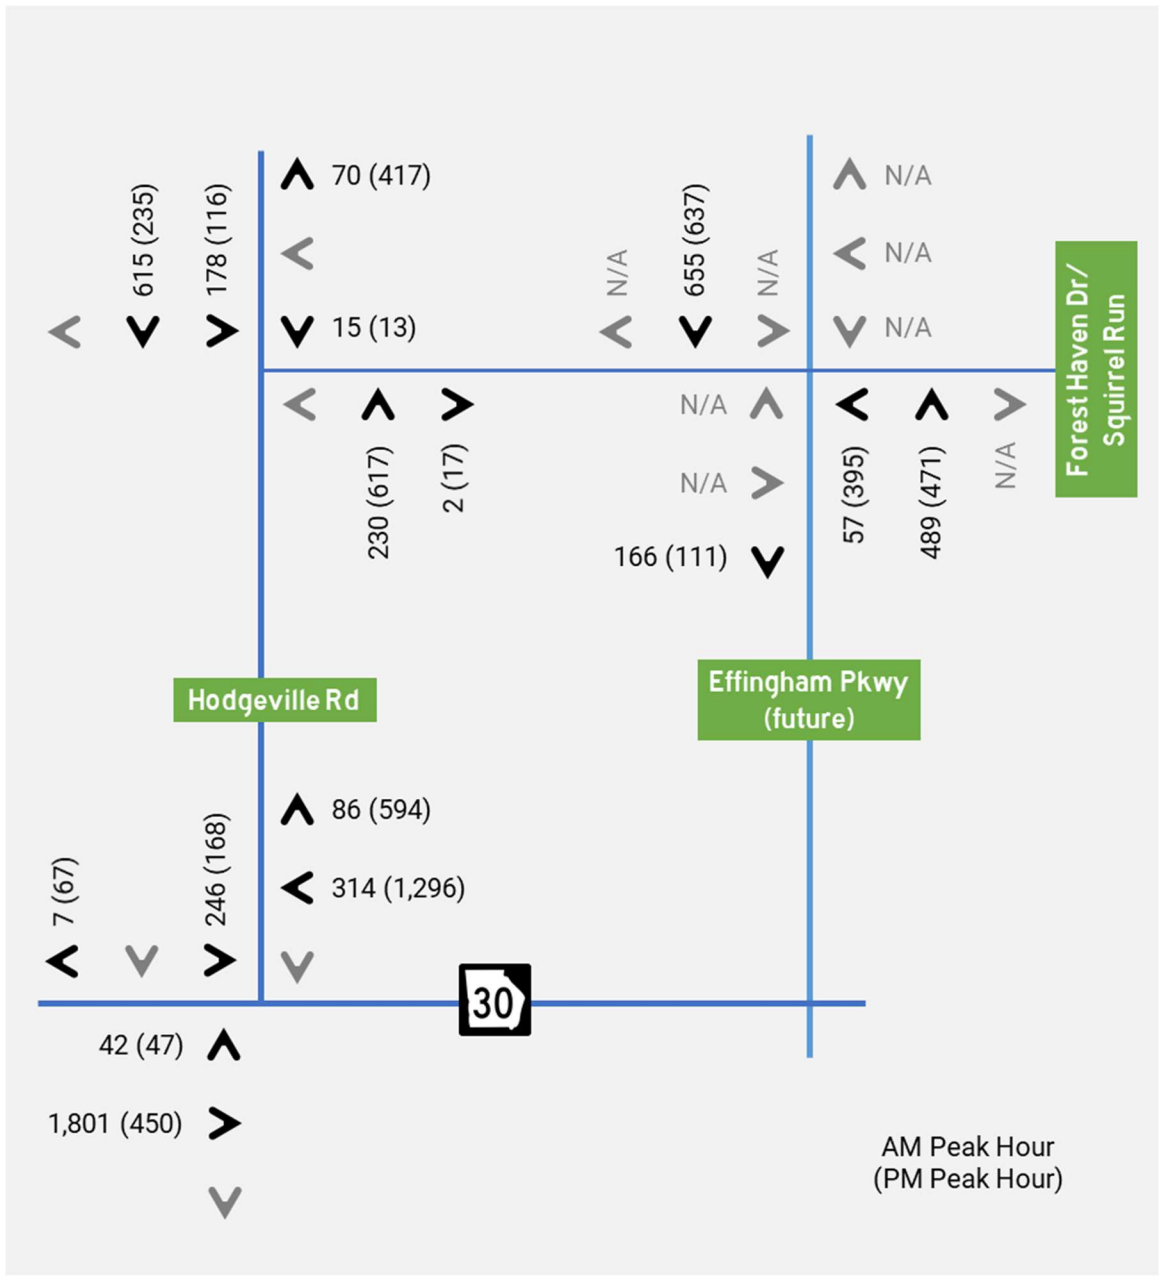 70 (417)
N/A
615 (235)
178 (116)
655 (637)
N/A
N/A
N/A
15 (13)
N/A
Forest Haven Dr/
Squirrel Run
N/A
N/A
230 (617)
2 (17)
57 (395)
489 (471)
N/A
166 (111)
Hodgeville Rd
Effingham Pkwy
(future)
86 (594)
7 (67)
246 (168)
314 (1,296)
30
42 (47)
1,801 (450)
AM Peak Hour
(PM Peak Hour)